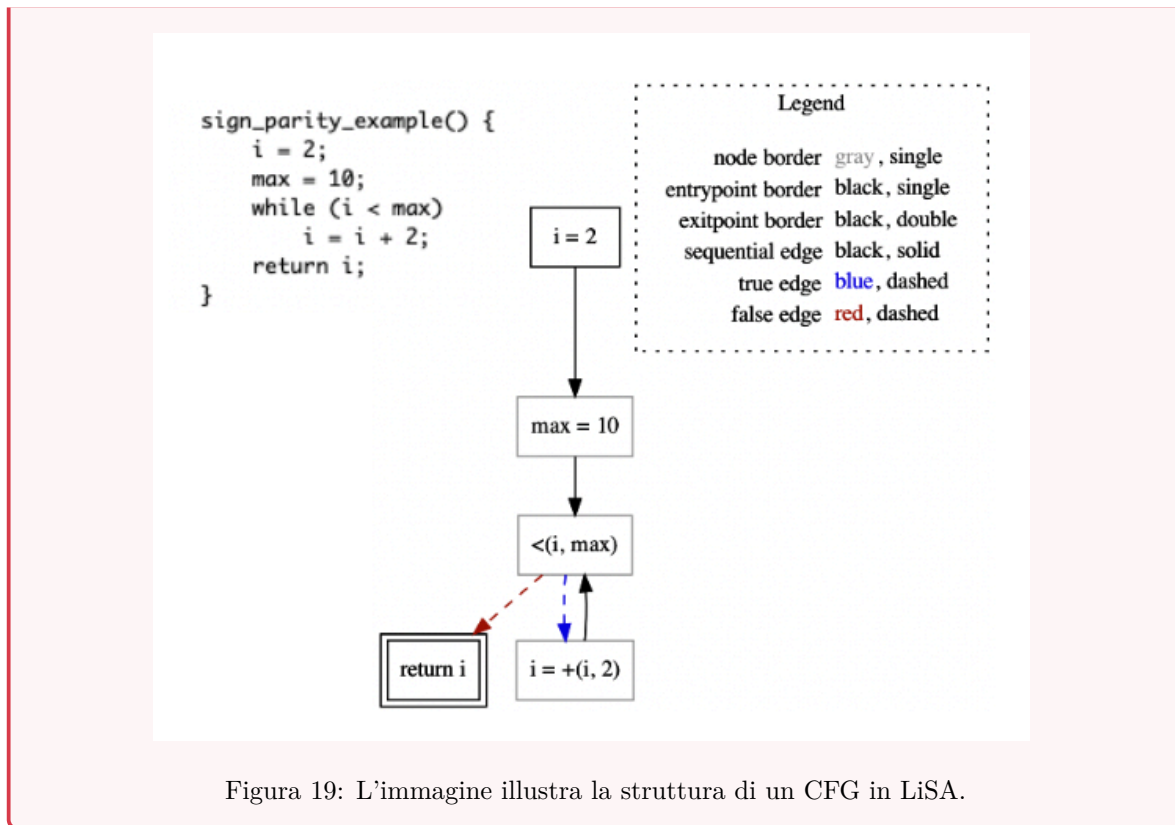 sign_parity_example() {
i = 2;
max = 10;
while (i < max)
i = i + 2;
return i;
}
Legend
node border gray, single
entrypoint border black, single
exitpoint border black, double
sequential edge black, solid
true edge blue, dashed
false edge red, dashed
i = 2
max = 10
<(i, max)
return i
i = +(i, 2)
Figura 19: L'immagine illustra la struttura di un CFG in LiSA.